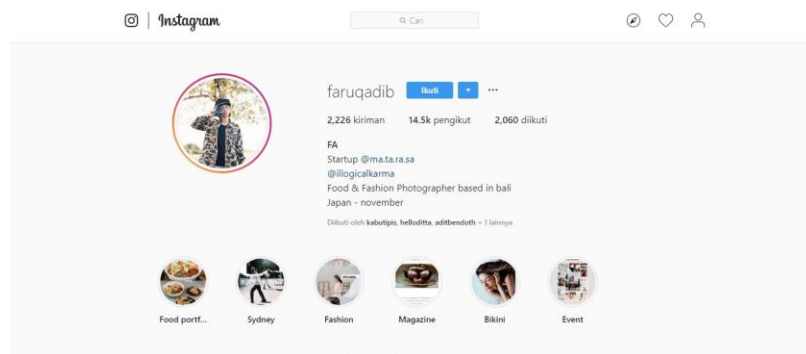 Instagram
Cari
faruqadib Ikuti
2,226 kiriman 14.5k pengikut 2,060 diikuti
FA
Startup @ma.ta.ra.sa
@illogicalkarma
Food & Fashion Photographer based in bali
Japan - november
Diikuti oleh kabutipis, helloditta, aditbendoth + 1 lainnya
Food portf... Sydney Fashion Magazine Bikini Event